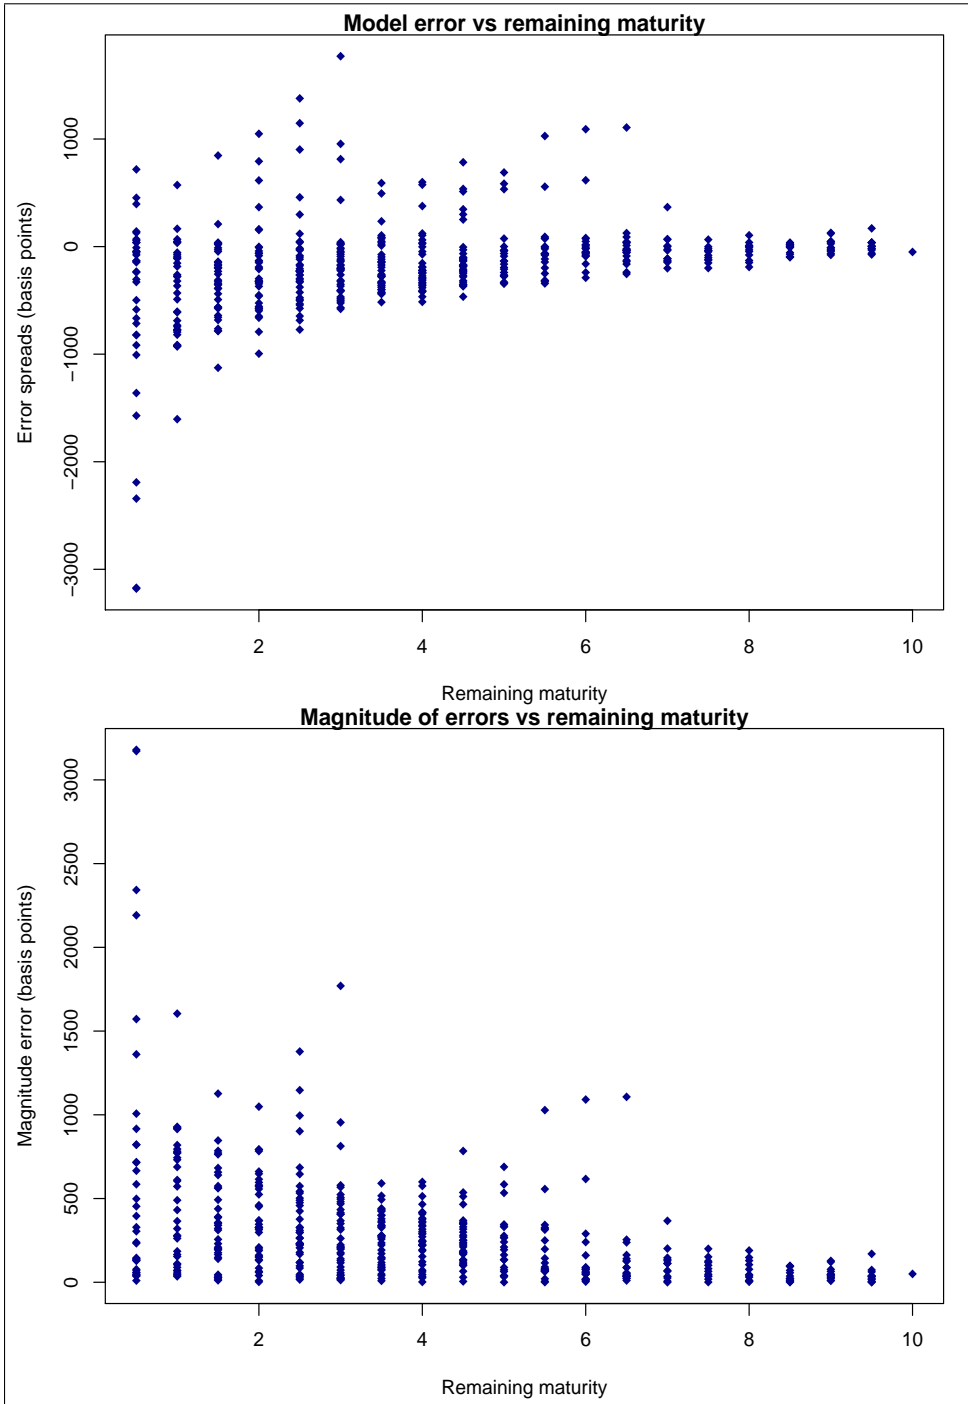 Model error vs remaining maturity
Error spreads (basis points)
1000
0
−1000
−2000
−3000
2 4 6 8 10
Remaining maturity
Magnitude of errors vs remaining maturity
Magnitude error (basis points)
3000
2500
2000
1500
1000
500
0
2 4 6 8 10
Remaining maturity